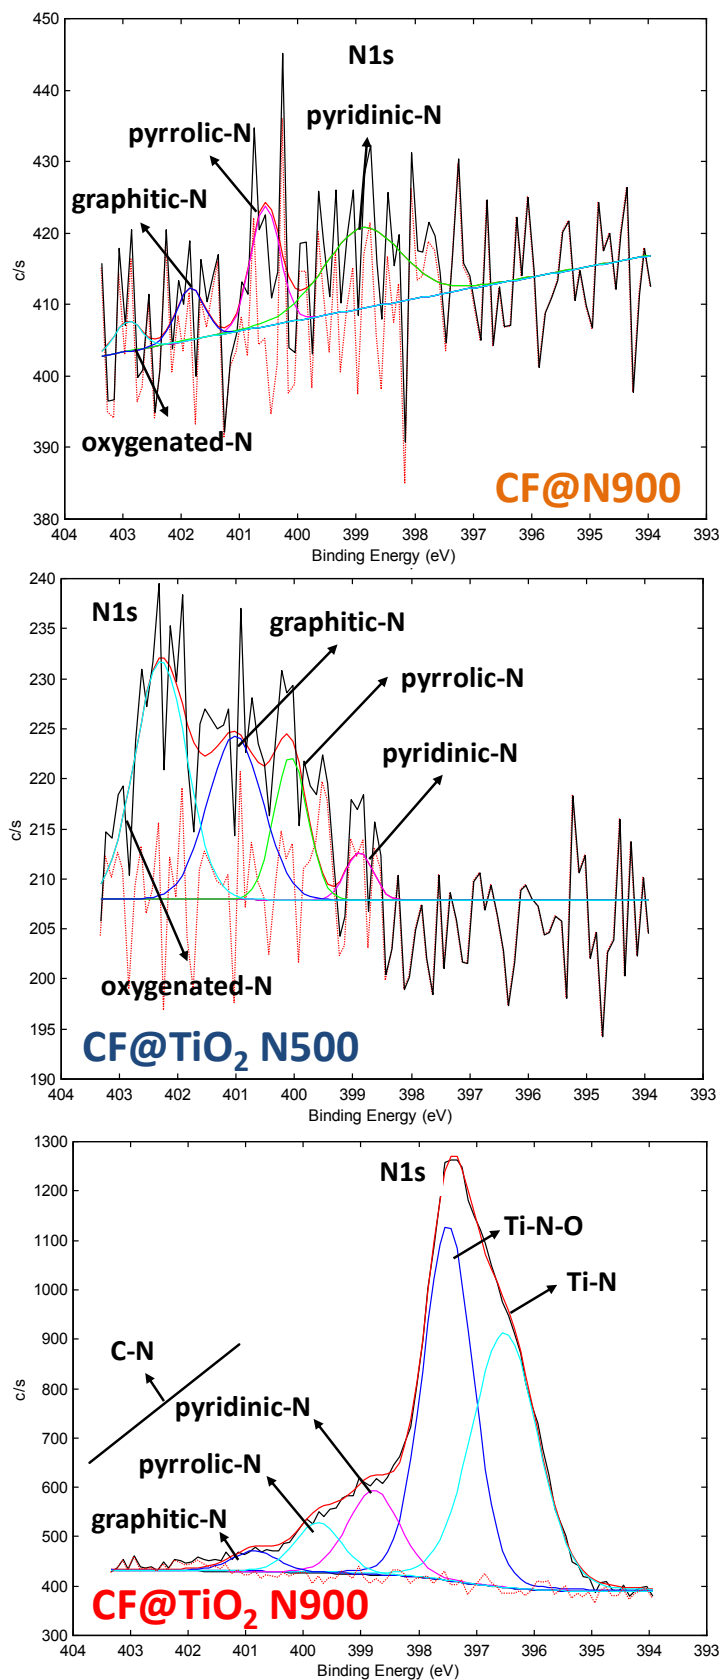 450
440
430
420
410
400
390
380
c/s
N1s
pyrrolic-N
pyridinic-N
graphitic-N
oxygenated-N
CF@N900
404 403 402 401 400 399 398 397 396 395 394 393
Binding Energy (eV)
240
235
230
225
220
215
210
205
200
195
190
c/s
N1s
graphitic-N
pyrrolic-N
pyridinic-N
oxygenated-N
CF@TiO2 N500
404 403 402 401 400 399 398 397 396 395 394 393
Binding Energy (eV)
1300
1200
1100
1000
900
800
700
600
500
400
300
c/s
N1s
Ti-N-O
Ti-N
C-N
pyridinic-N
pyrrolic-N
graphitic-N
CF@TiO2 N900
403 402 401 400 399 398 397 396 395 394 393
Binding Energy (eV)